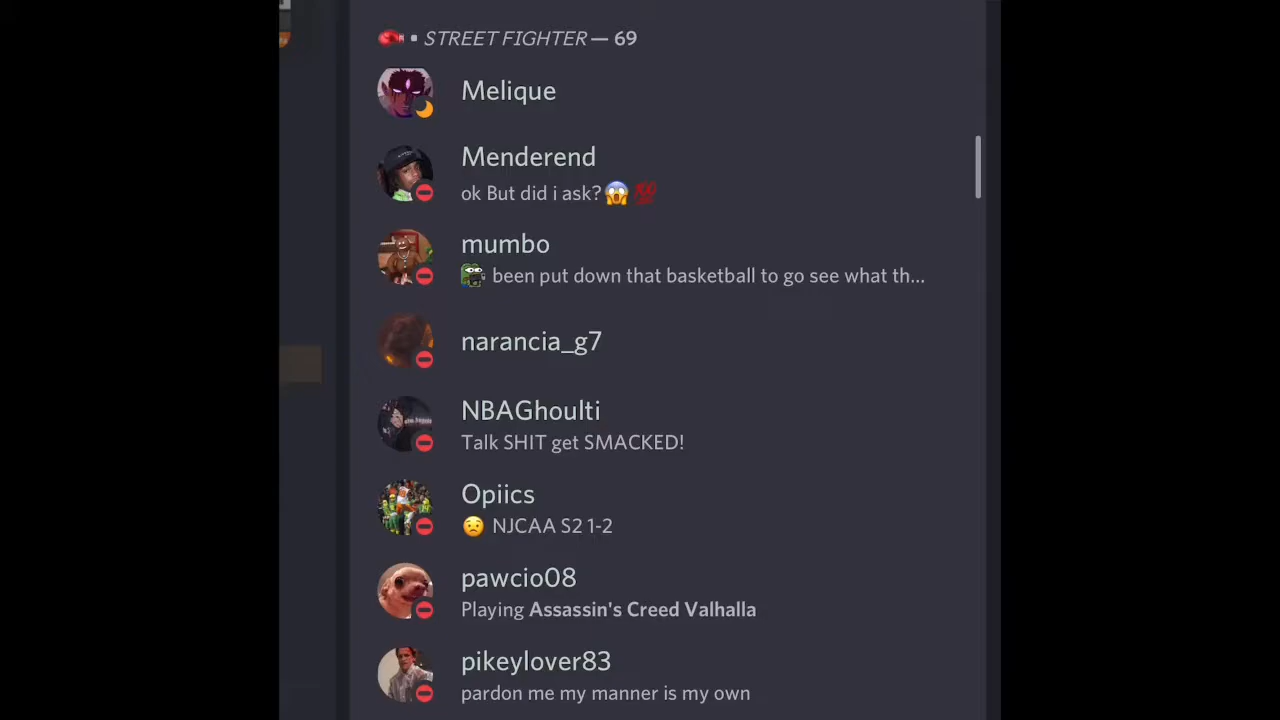 STREET FIGHTER — 69
Melique
Menderend
ok But did i ask?😱💯
mumbo
been put down that basketball to go see what th...
narancia_g7
NBAGhoulti
Talk SHIT get SMACKED!
Opiics
😟 NJCAA S2 1-2
pawcio08
Playing Assassin's Creed Valhalla
pikeylover83
pardon me my manner is my own